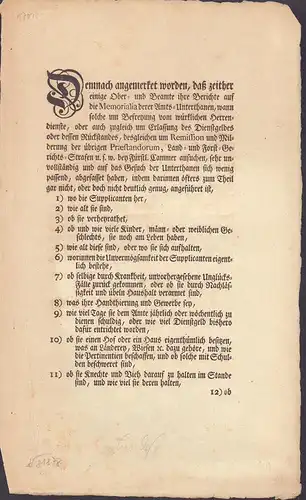 Demnach angemerket worden, daß zeither
einige Ober- und Beamte ihre Berichte auf
die Memorialia derer Amts-Unterthanen, wann
solche um Befreyung vom würklichen Herren-
dienste, oder auch zugleich um Erlassung des Dienstgeldes
oder dessen Rückstandes, desgleichen um Remission und Mil-
derung der übrigen Præstandorum, Land- und Forst-Ge-
richts-Strafen u. s. w. bey Fürstl. Cammer ansuchen, sehr un-
vollständig und auf das Gesuch der Unterthanen sich wenig
passend, abgefasset haben, indem darinnen öfters zum Theil
gar nicht, oder doch nicht deutlich genug, angeführet ist,
1) wo die Supplicanten her,
2) wie alt sie sind,
3) ob sie verheyrathet,
4) ob und wie viele Kinder, männ- oder weiblichen Ge-
schlechts, sie noch am Leben haben,
5) wie alt diese sind, oder wo sie sich aufhalten,
6) worinnen die Unvermögsamkeit der Supplicanten eigent-
lich bestehe,
7) ob selbige durch Krankheit, unvorhergesehene Unglücks-
Fälle zurück gekommen, oder ob sie durch Nachläs-
sigkeit und übeln Haushalt verarmet sind,
8) was ihre Handthierung und Gewerbe sey,
9) wie viel Tage sie dem Amte jährlich oder wöchentlich zu
dienen schuldig, oder wie viel Dienstgeld bishero
dafür entrichtet worden,
10) ob sie einen Hof oder ein Haus eigenthümlich besitzen,
was an Länderey, Wiesen ꝛc. dazu gehöre, und wie
die Pertinentien beschaffen, und ob solche mit Schul-
den beschweret sind,
11) ob sie Knechte und Vieh darauf zu halten im Stande
sind, und wie viel sie deren halten,
12) ob